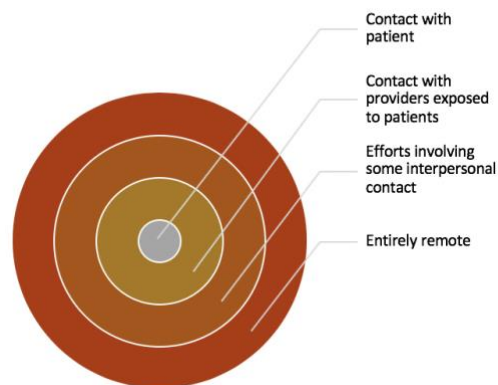 Contact with
patient
Contact with
providers exposed
to patients
Efforts involving
some interpersonal
contact
Entirely remote